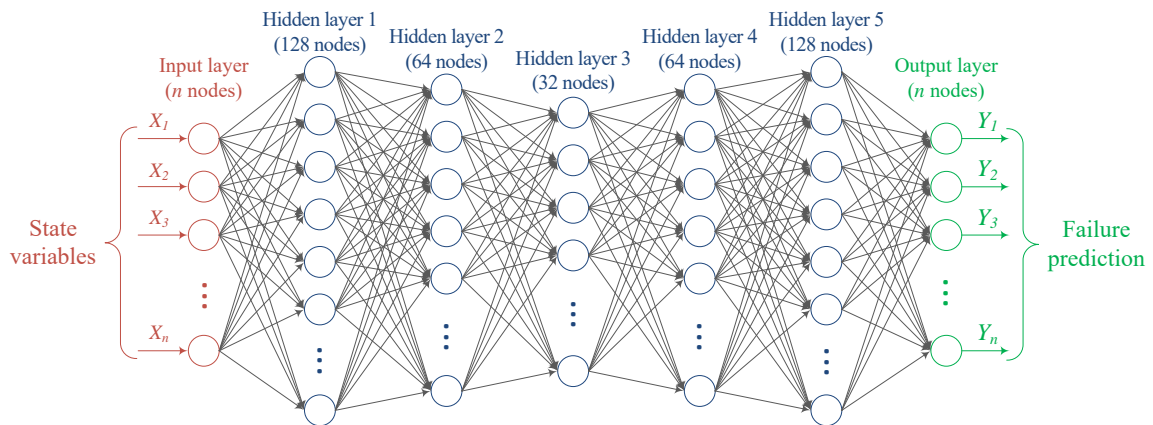 Hidden layer 1
(128 nodes)
Hidden layer 2
(64 nodes)
Hidden layer 3
(32 nodes)
Hidden layer 4
(64 nodes)
Hidden layer 5
(128 nodes)
Input layer
(n nodes)
Output layer
(n nodes)
X1
X2
X3
Xn
State
variables
Y1
Y2
Y3
Yn
Failure
prediction